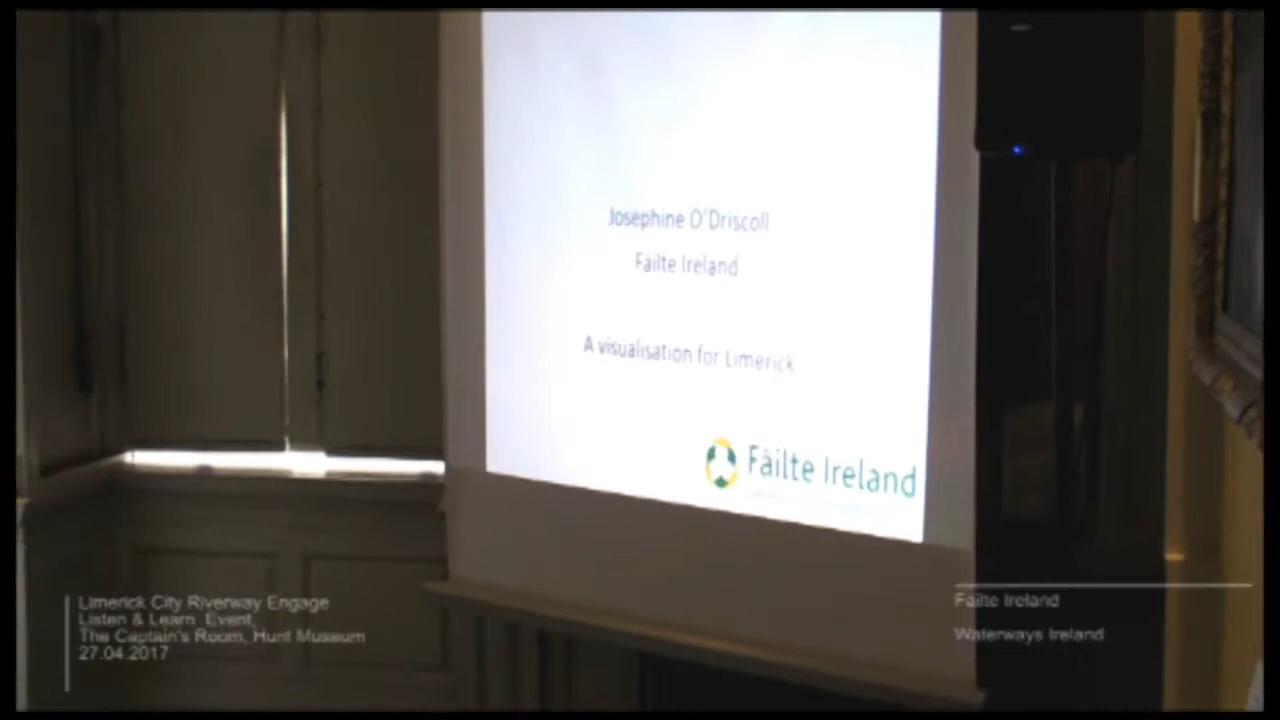 Josephine O'Driscoll
Fáilte Ireland
A visualisation for Limerick
Fáilte Ireland
Limerick City Riverway Engage
Listen & Learn Event,
The Captain's Room, Hunt Museum
27.04.2017
Failte Ireland
Waterways Ireland